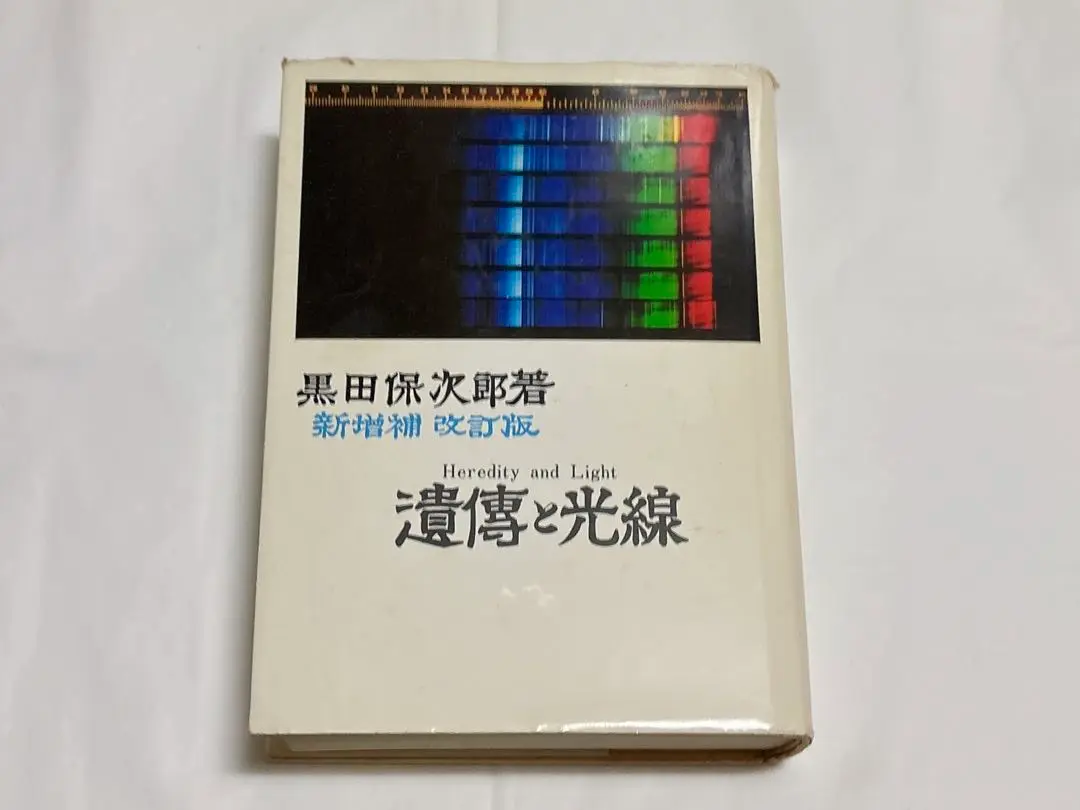 黒田保次郎著
新増補 改訂版
Heredity and Light
遺傳と光線